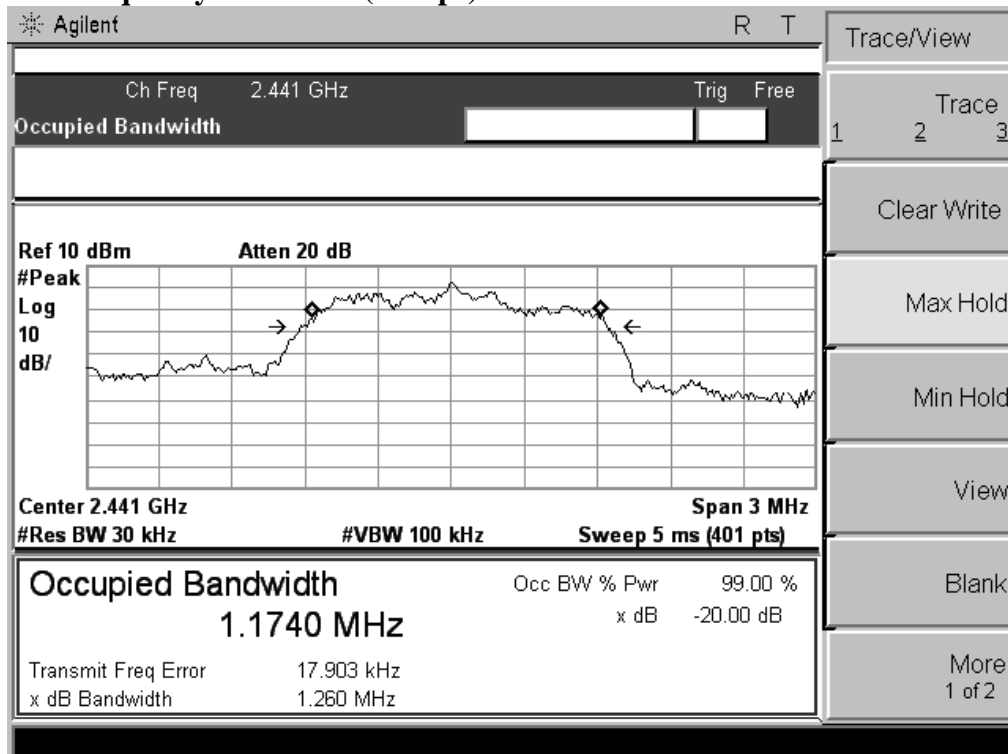 Agilent R T
Trace/View
Ch Freq 2.441 GHz Trig Free
Occupied Bandwidth
Trace
1 2 3
Clear Write
Ref 10 dBm Atten 20 dB
#Peak
Log
10
dB/
Max Hold
Min Hold
View
Center 2.441 GHz Span 3 MHz
#Res BW 30 kHz #VBW 100 kHz Sweep 5 ms (401 pts)
Occupied Bandwidth
1.1740 MHz
Occ BW % Pwr 99.00 %
x dB -20.00 dB
Transmit Freq Error 17.903 kHz
x dB Bandwidth 1.260 MHz
Blank
More
1 of 2